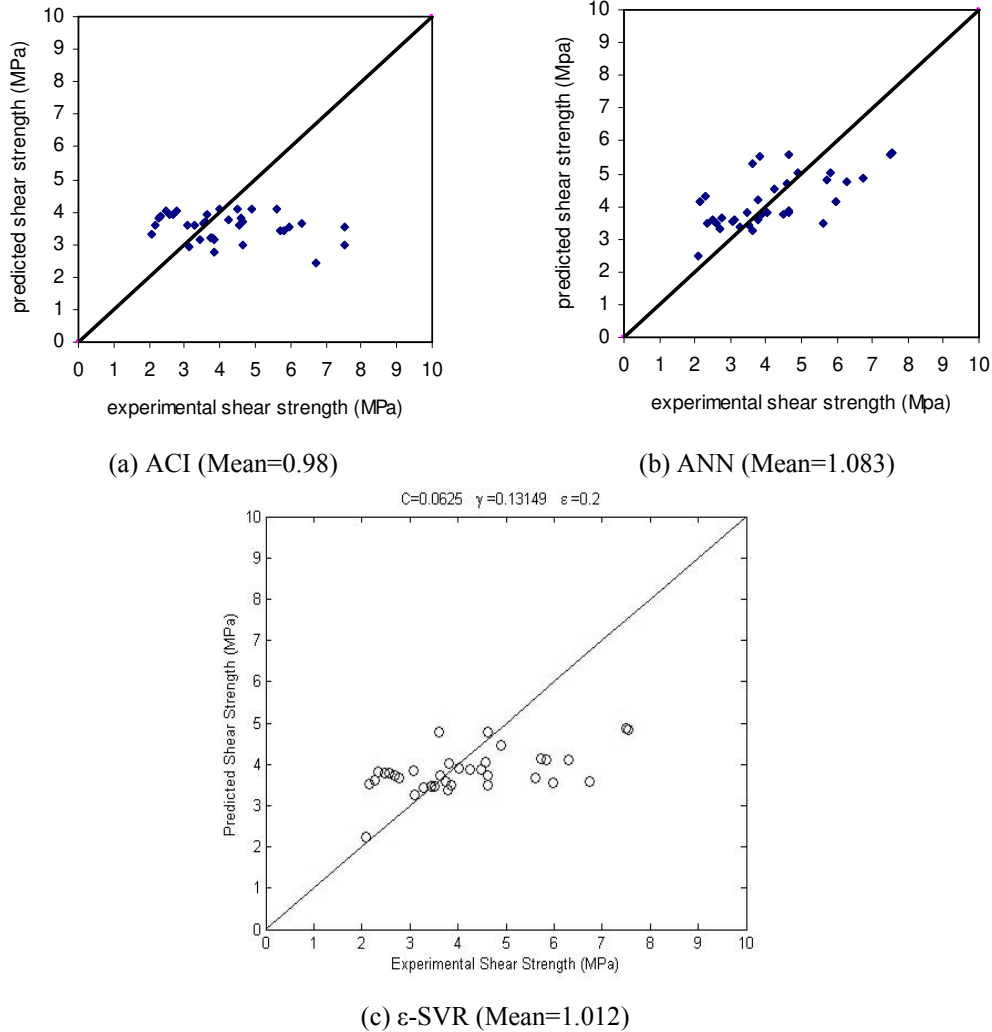 predicted shear strength (MPa)
10
9
8
7
6
5
4
3
2
1
0
0 1 2 3 4 5 6 7 8 9 10
experimental shear strength (MPa)
(a) ACI (Mean=0.98)
predicted shear strength (Mpa)
10
9
8
7
6
5
4
3
2
1
0
0 1 2 3 4 5 6 7 8 9 10
experimental shear strength (Mpa)
(b) ANN (Mean=1.083)
C=0.0625 γ=0.13149 ε=0.2
Predicted Shear Strength (MPa)
10
9
8
7
6
5
4
3
2
1
0
0 1 2 3 4 5 6 7 8 9 10
Experimental Shear Strength (MPa)
(c) ε-SVR (Mean=1.012)